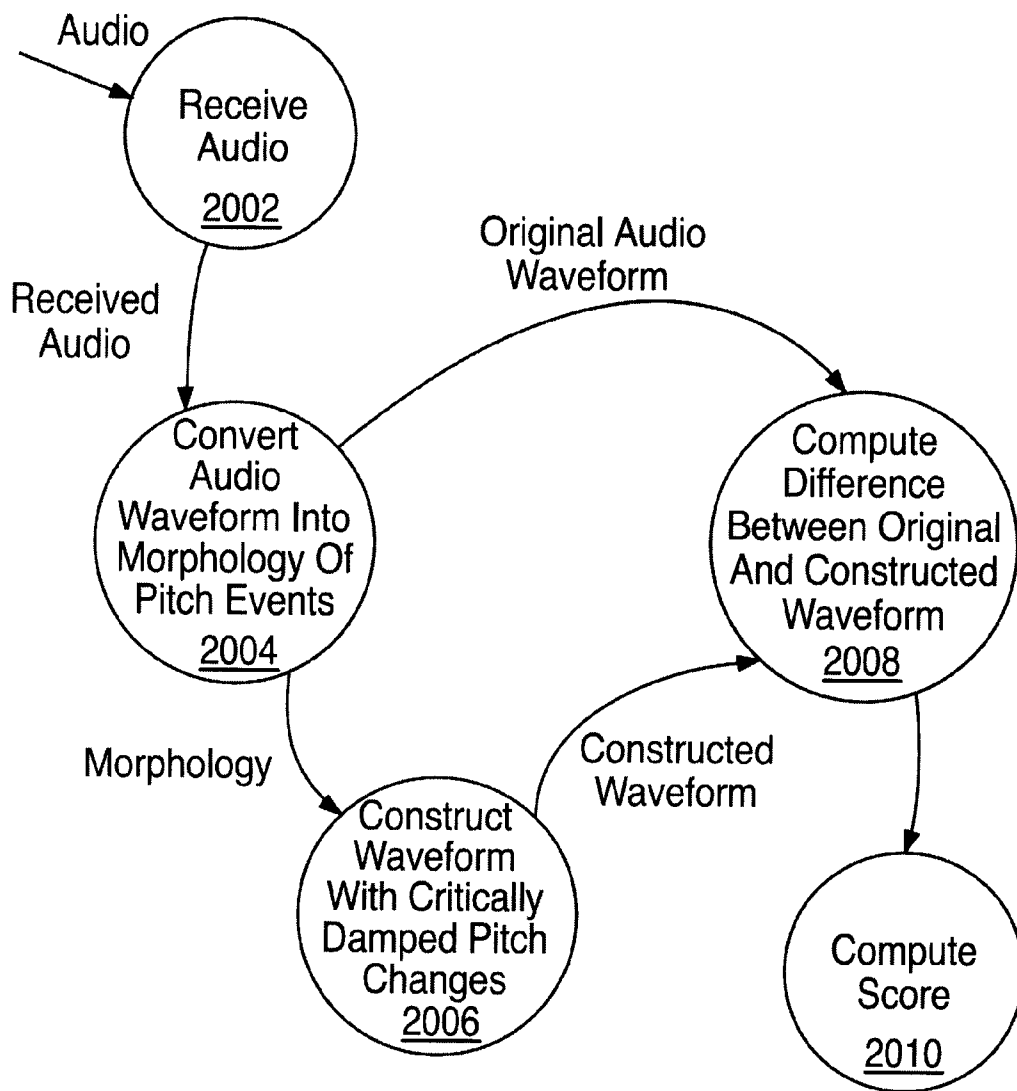 Audio
Receive
Audio
2002
Received
Audio
Original Audio
Waveform
Convert
Audio
Waveform Into
Morphology Of
Pitch Events
2004
Compute
Difference
Between Original
And Constructed
Waveform
2008
Morphology
Constructed
Waveform
Construct
Waveform
With Critically
Damped Pitch
Changes
2006
Compute
Score
2010